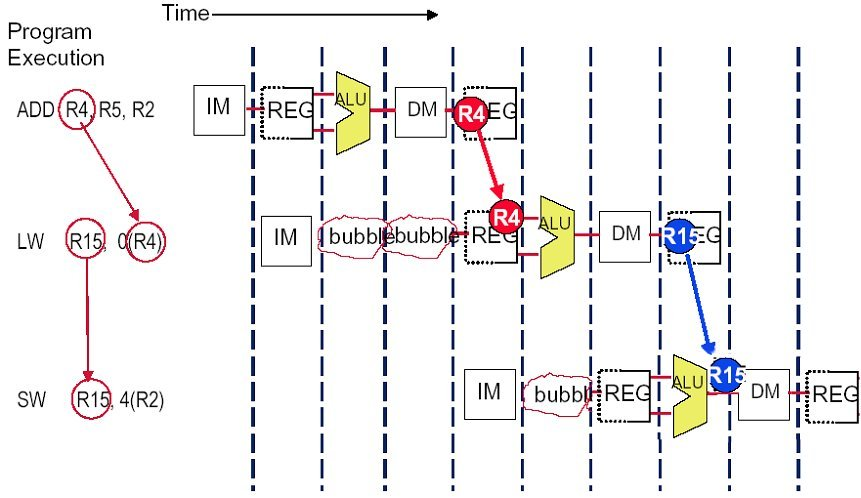 Time
Program
Execution
ADD R4, R5, R2
IM REG ALU DM R4 EG
LW R15, 0(R4)
IM bubble bubble REG R4 ALU DM R15 EG
SW R15, 4(R2)
IM bubbl REG ALU R15 DM REG